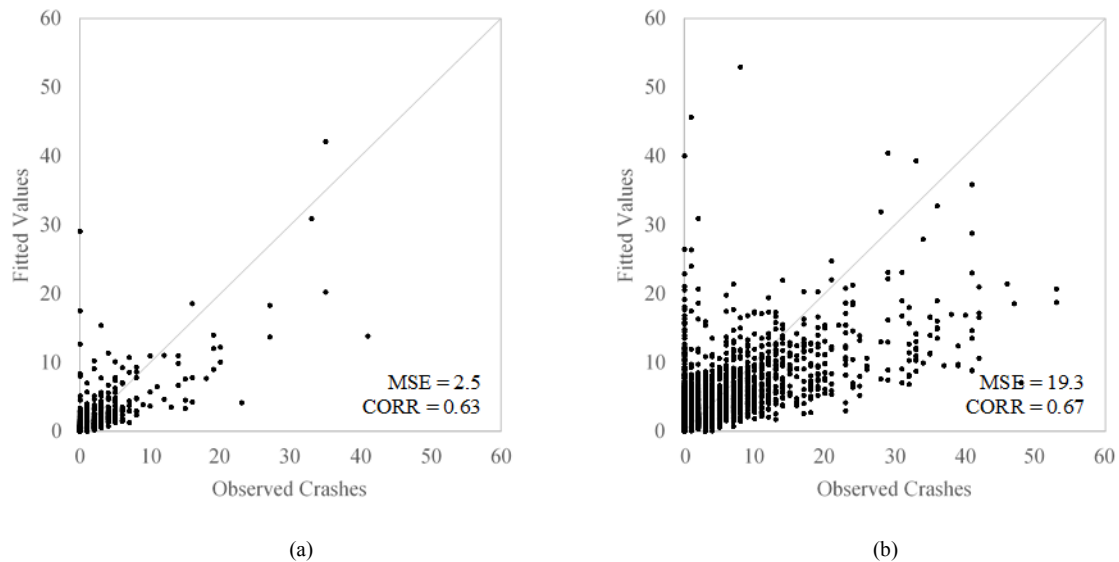 60
50
40
30
20
10
0
Fitted Values
MSE = 2.5
CORR = 0.63
0 10 20 30 40 50 60
Observed Crashes
(a)
60
50
40
30
20
10
0
Fitted Values
MSE = 19.3
CORR = 0.67
0 10 20 30 40 50 60
Observed Crashes
(b)